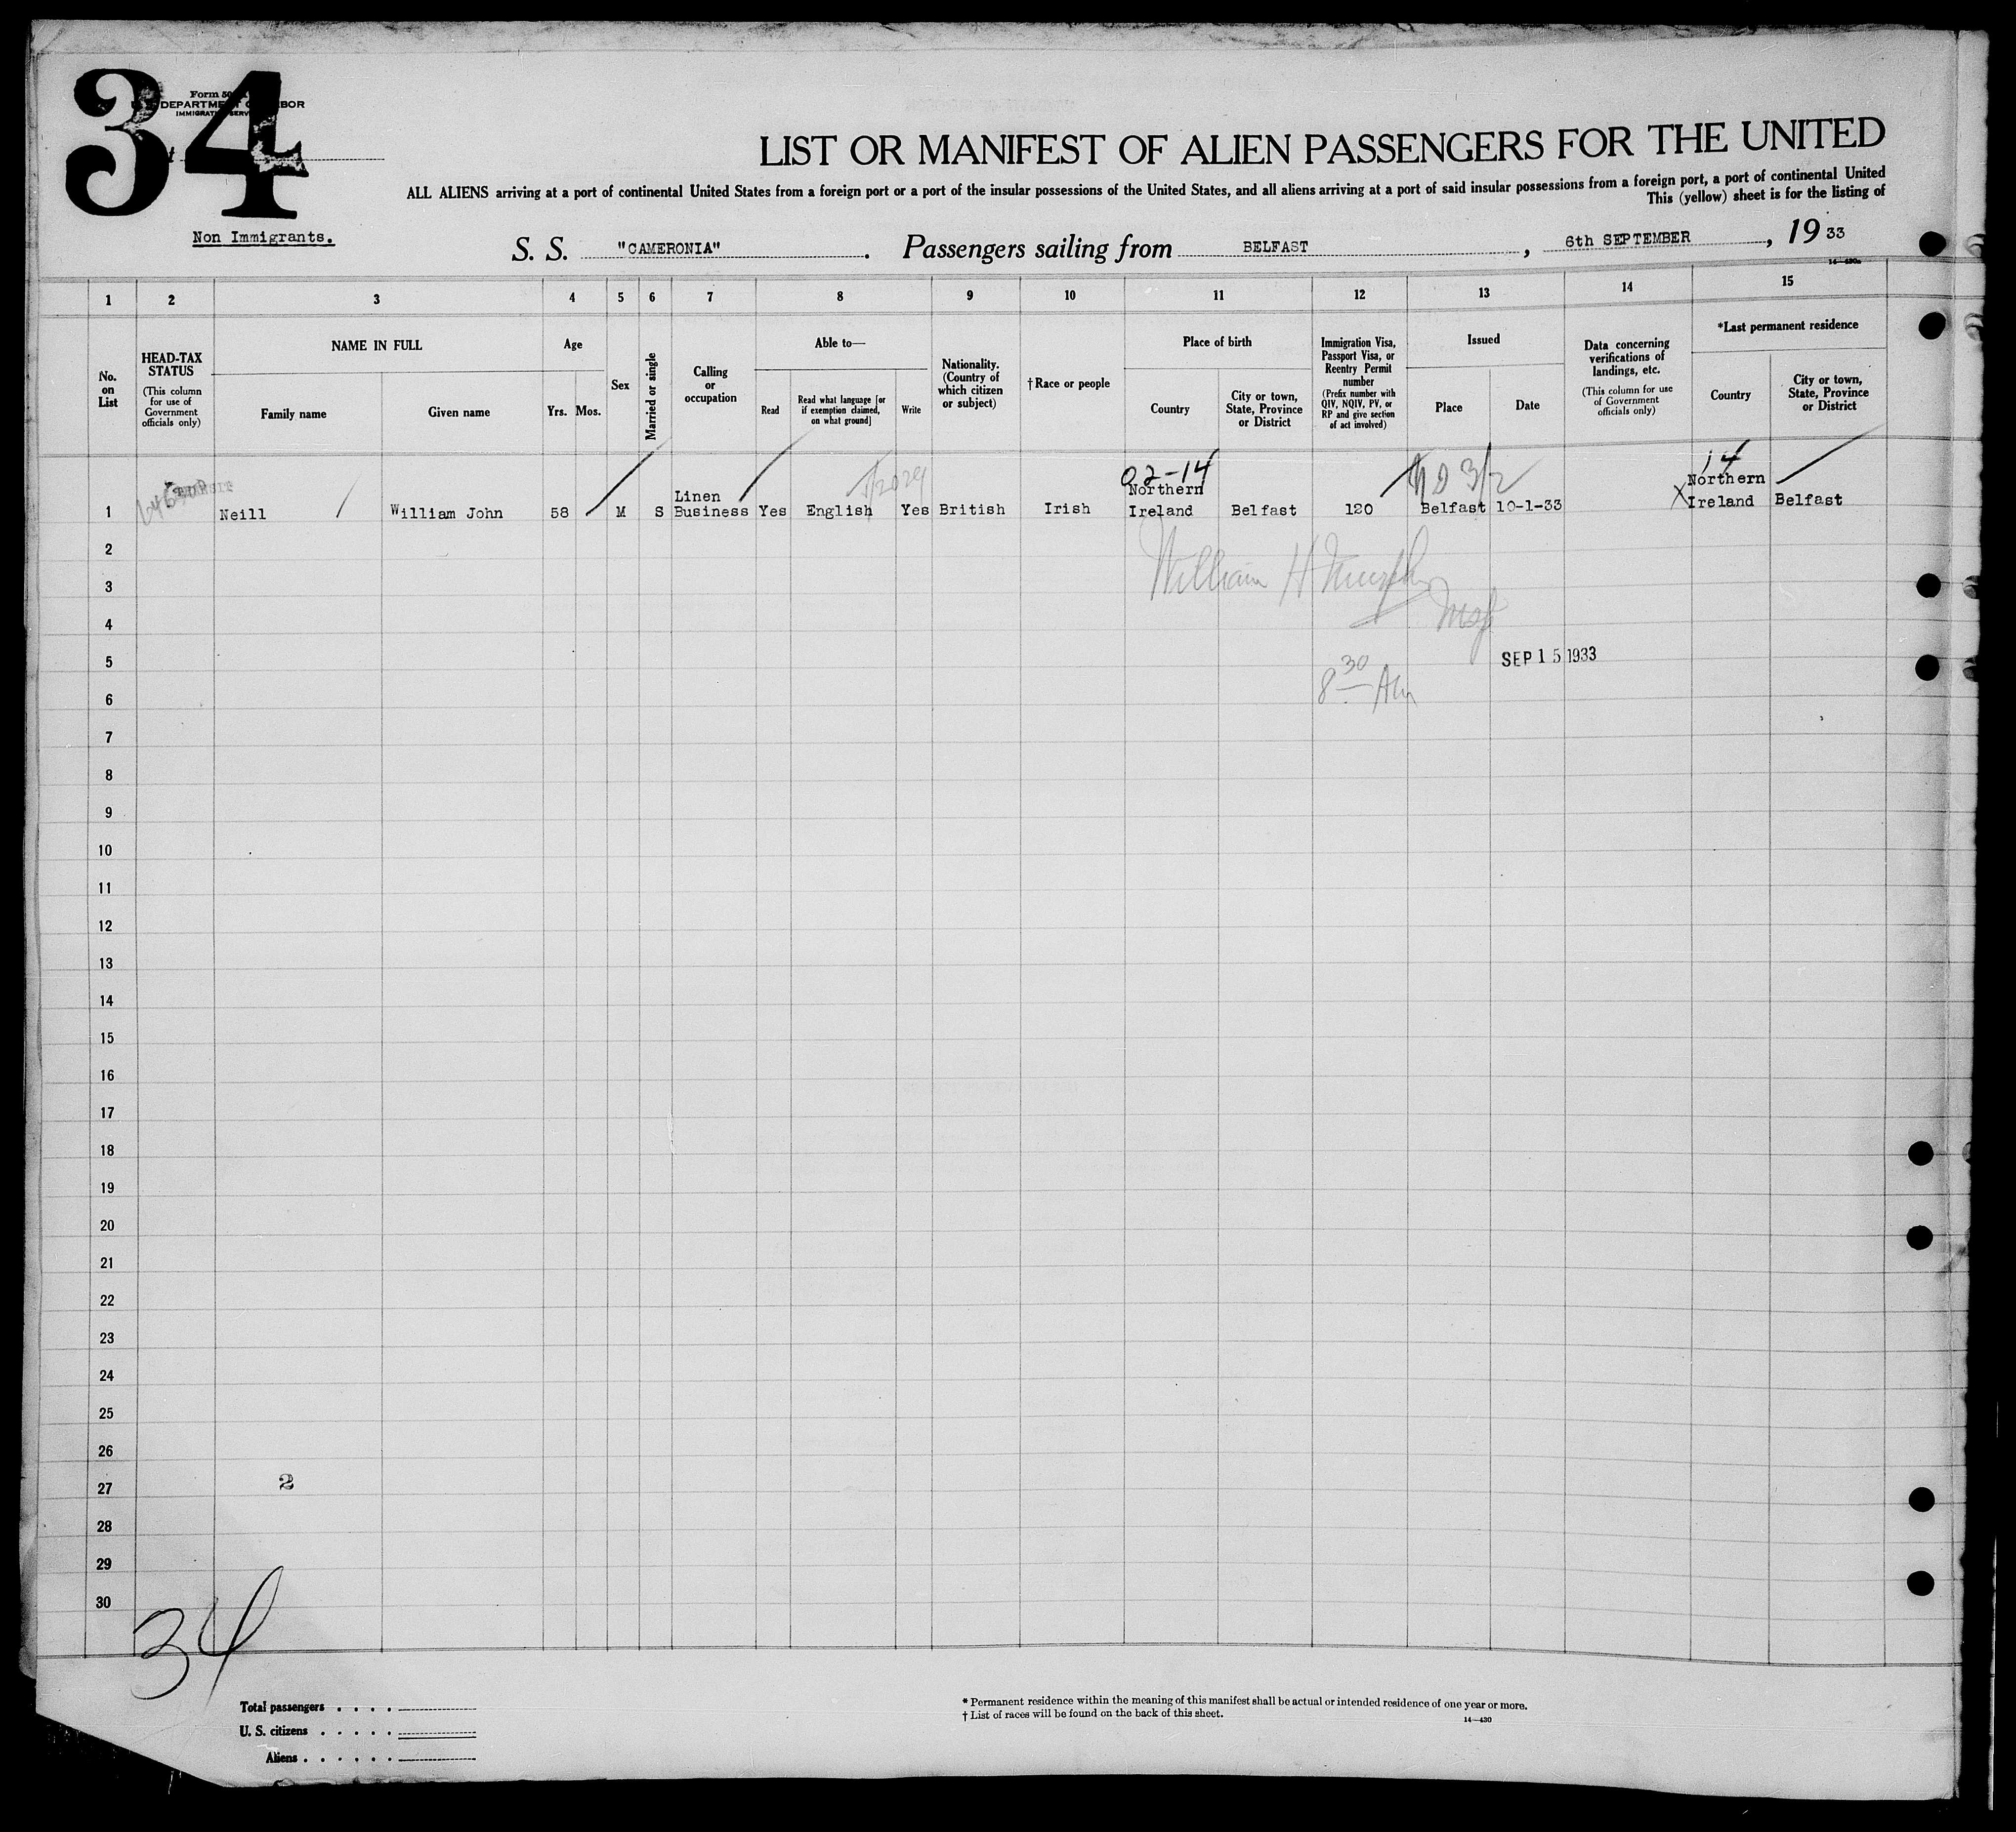 34
Form 50
DEPARTMENT OF LABOR
IMMIGRATION SERVICE
LIST OR MANIFEST OF ALIEN PASSENGERS FOR THE UNITED
ALL ALIENS arriving at a port of continental United States from a foreign port or a port of the insular possessions of the United States, and all aliens arriving at a port of said insular possessions from a foreign port, a port of continental United
This (yellow) sheet is for the listing of
Non Immigrants.
S. S. "CAMERONIA". Passengers sailing from BELFAST, 6th SEPTEMBER, 19 33
14—430a
1 2 3 4 5 6 7 8 9 10 11 12 13 14 15
No. on List
HEAD-TAX STATUS
(This column for use of Government officials only)
NAME IN FULL
Family name
Given name
Age
Yrs. Mos.
Sex
Married or single
Calling or occupation
Able to—
Read
Read what language [or if exemption claimed, on what ground]
Write
Nationality. (Country of which citizen or subject)
†Race or people
Place of birth
Country
City or town, State, Province or District
Immigration Visa, Passport Visa, or Reentry Permit number
(Prefix number with QIV, NQIV, PV, or RP and give section of act involved)
Issued
Place
Date
Data concerning verifications of landings, etc.
(This column for use of Government officials only)
*Last permanent residence
Country
City or town, State, Province or District
02-14
14
1 Neill William John 58 M S Linen Business Yes English Yes British Irish Northern Ireland Belfast 120 Belfast 10-1-33 X Northern Ireland Belfast
2
William H Murphy
3
4
5
SEP 15 1933
8 30 AM
6
7
8
9
10
11
12
13
14
15
16
17
18
19
20
21
22
23
24
25
26
2
27
28
29
30
34
Total passengers . . . .
U. S. citizens . . . . .
Aliens . . . . . .
* Permanent residence within the meaning of this manifest shall be actual or intended residence of one year or more.
† List of races will be found on the back of this sheet.
14—430